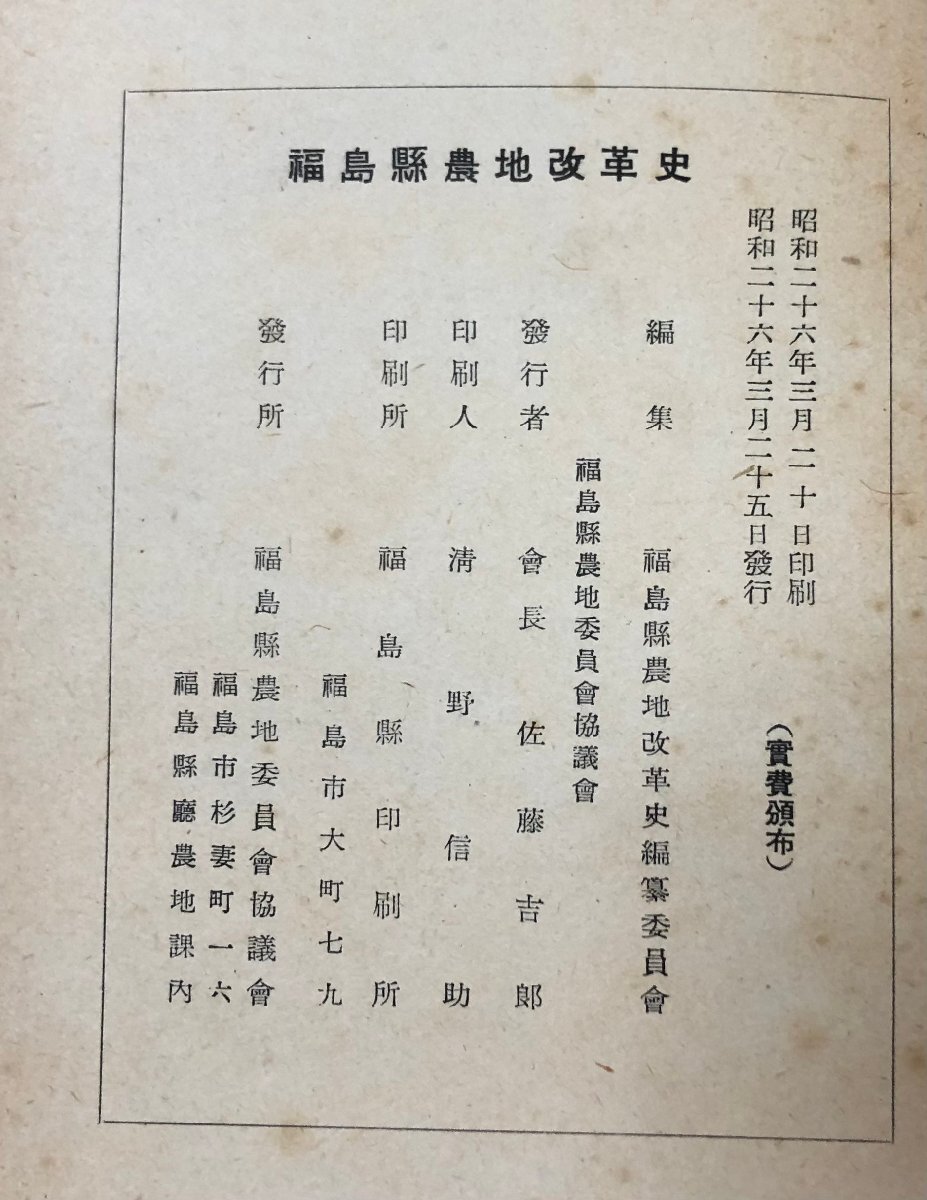 福島縣農地改革史
昭和二十六年三月二十日印刷
昭和二十六年三月二十五日發行
（實費頒布）
編集 福島縣農地改革史編纂委員會
福島縣農地委員會協議會
發行者 會長 佐藤吉郎
印刷人 淸野信助
印刷所 福島縣印刷所
福島市大町七九
發行所 福島縣農地委員會協議會
福島市杉妻町一六
福島縣廳農地課內